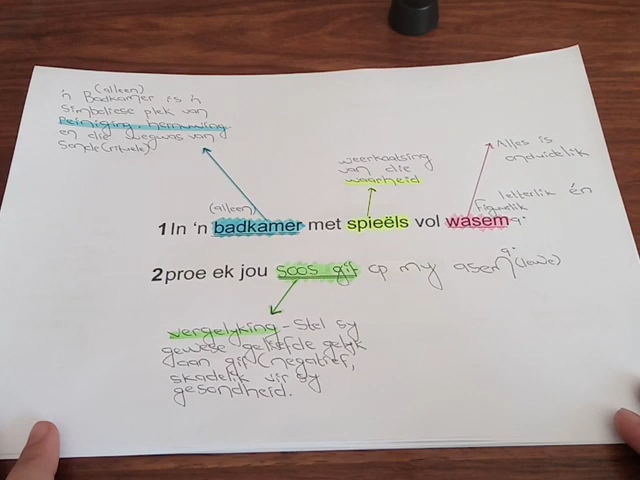 (alleen)
'n Badkamer is 'n
simboliese plek van
Reiniging, hernuwing
en die wegwas van
Sonde (rituele)
weerkaatsing
van die
waarheid
Alles is
onduidelik
letterlik én
Figuurlik
(alleen)
1 In 'n badkamer met spieëls vol wasem
a.
2 proe ek jou soos gif op my asem
a.
(lewe)
vergelyking - Stel sy
gewese geliefde gelyk
aan gif (negatief,
skadelik vir sy
gesondheid.